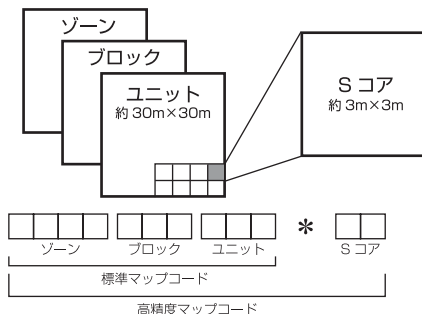 ゾーン
ブロック
ユニット
約30m×30m
Sコア
約3m×3m
*
ゾーン ブロック ユニット Sコア
標準マップコード
高精度マップコード